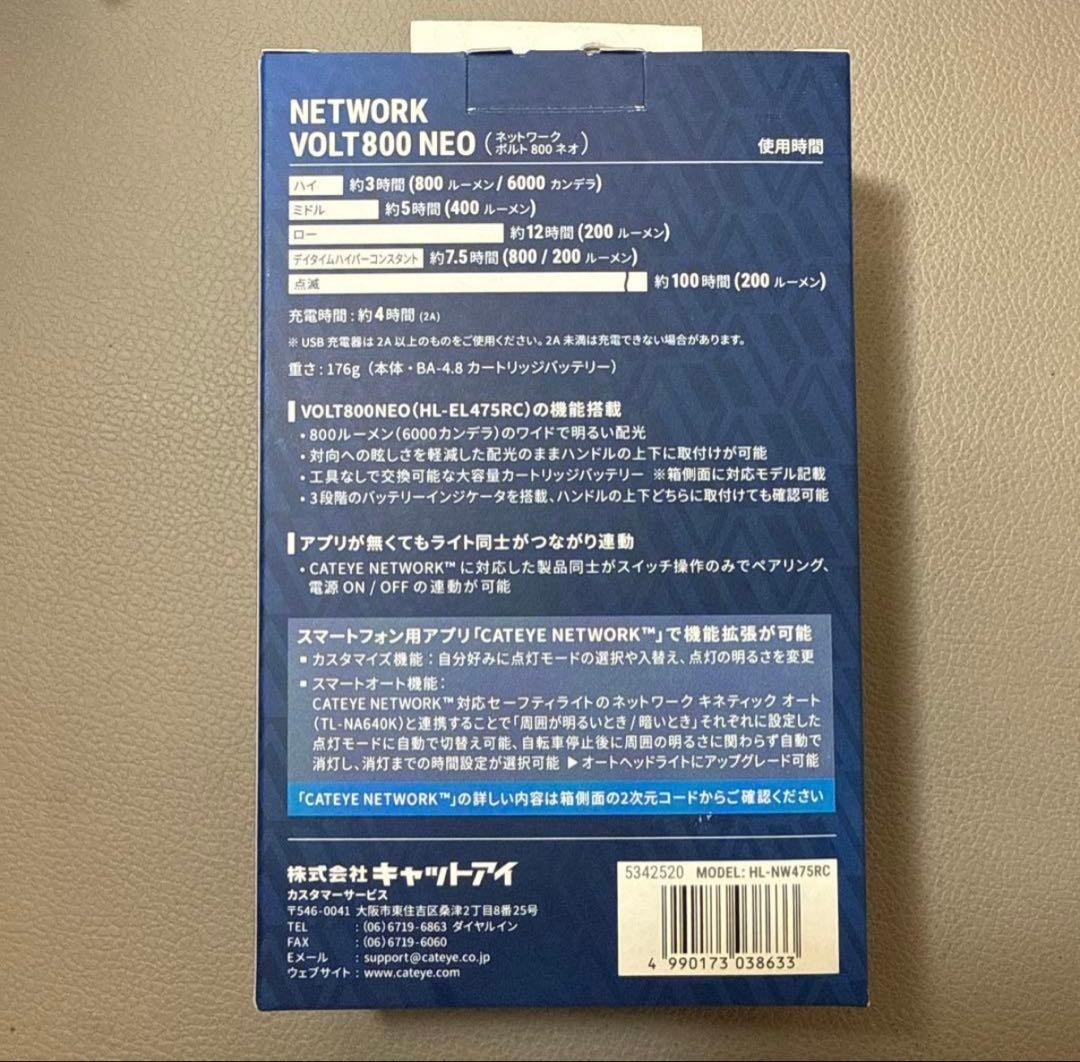 NETWORK
VOLT800 NEO (ネットワーク ボルト 800 ネオ) 使用時間
ハイ 約3時間 (800 ルーメン / 6000 カンデラ)
ミドル 約5時間 (400 ルーメン)
ロー 約12時間 (200 ルーメン)
デイタイムハイパーコンスタント 約7.5時間 (800 / 200 ルーメン)
点滅 約100時間 (200 ルーメン)
充電時間 : 約4時間 (2A)
※ USB 充電器は 2A 以上のものをご使用ください。2A 未満は充電できない場合があります。
重さ : 176g (本体・BA-4.8 カートリッジバッテリー)
VOLT800NEO(HL-EL475RC)の機能搭載
・800ルーメン(6000カンデラ)のワイドで明るい配光
・対向への眩しさを軽減した配光のままハンドルの上下に取付けが可能
・工具なしで交換可能な大容量カートリッジバッテリー ※箱側面に対応モデル記載
・3段階のバッテリーインジケータを搭載、ハンドルの上下どちらに取付けても確認可能
アプリが無くてもライト同士がつながり連動
・CATEYE NETWORK™ に対応した製品同士がスイッチ操作のみでペアリング、
電源 ON / OFF の連動が可能
スマートフォン用アプリ「CATEYE NETWORK™」で機能拡張が可能
▪ カスタマイズ機能 : 自分好みに点灯モードの選択や入替え、点灯の明るさを変更
▪ スマートオート機能 :
CATEYE NETWORK™ 対応セーフティライトのネットワーク キネティック オート
(TL-NA640K)と連携することで「周囲が明るいとき / 暗いとき」それぞれに設定した
点灯モードに自動で切替え可能、自転車停止後に周囲の明るさに関わらず自動で
消灯し、消灯までの時間設定が選択可能 ▶オートヘッドライトにアップグレード可能
「CATEYE NETWORK™」の詳しい内容は箱側面の2次元コードからご確認ください
株式会社 キャットアイ
カスタマーサービス
〒546-0041 大阪市東住吉区桑津2丁目8番25号
TEL : (06)6719-6863 ダイヤルイン
FAX : (06)6719-6060
Eメール : support@cateye.co.jp
ウェブサイト : www.cateye.com
5342520 MODEL: HL-NW475RC
4 990173 038633